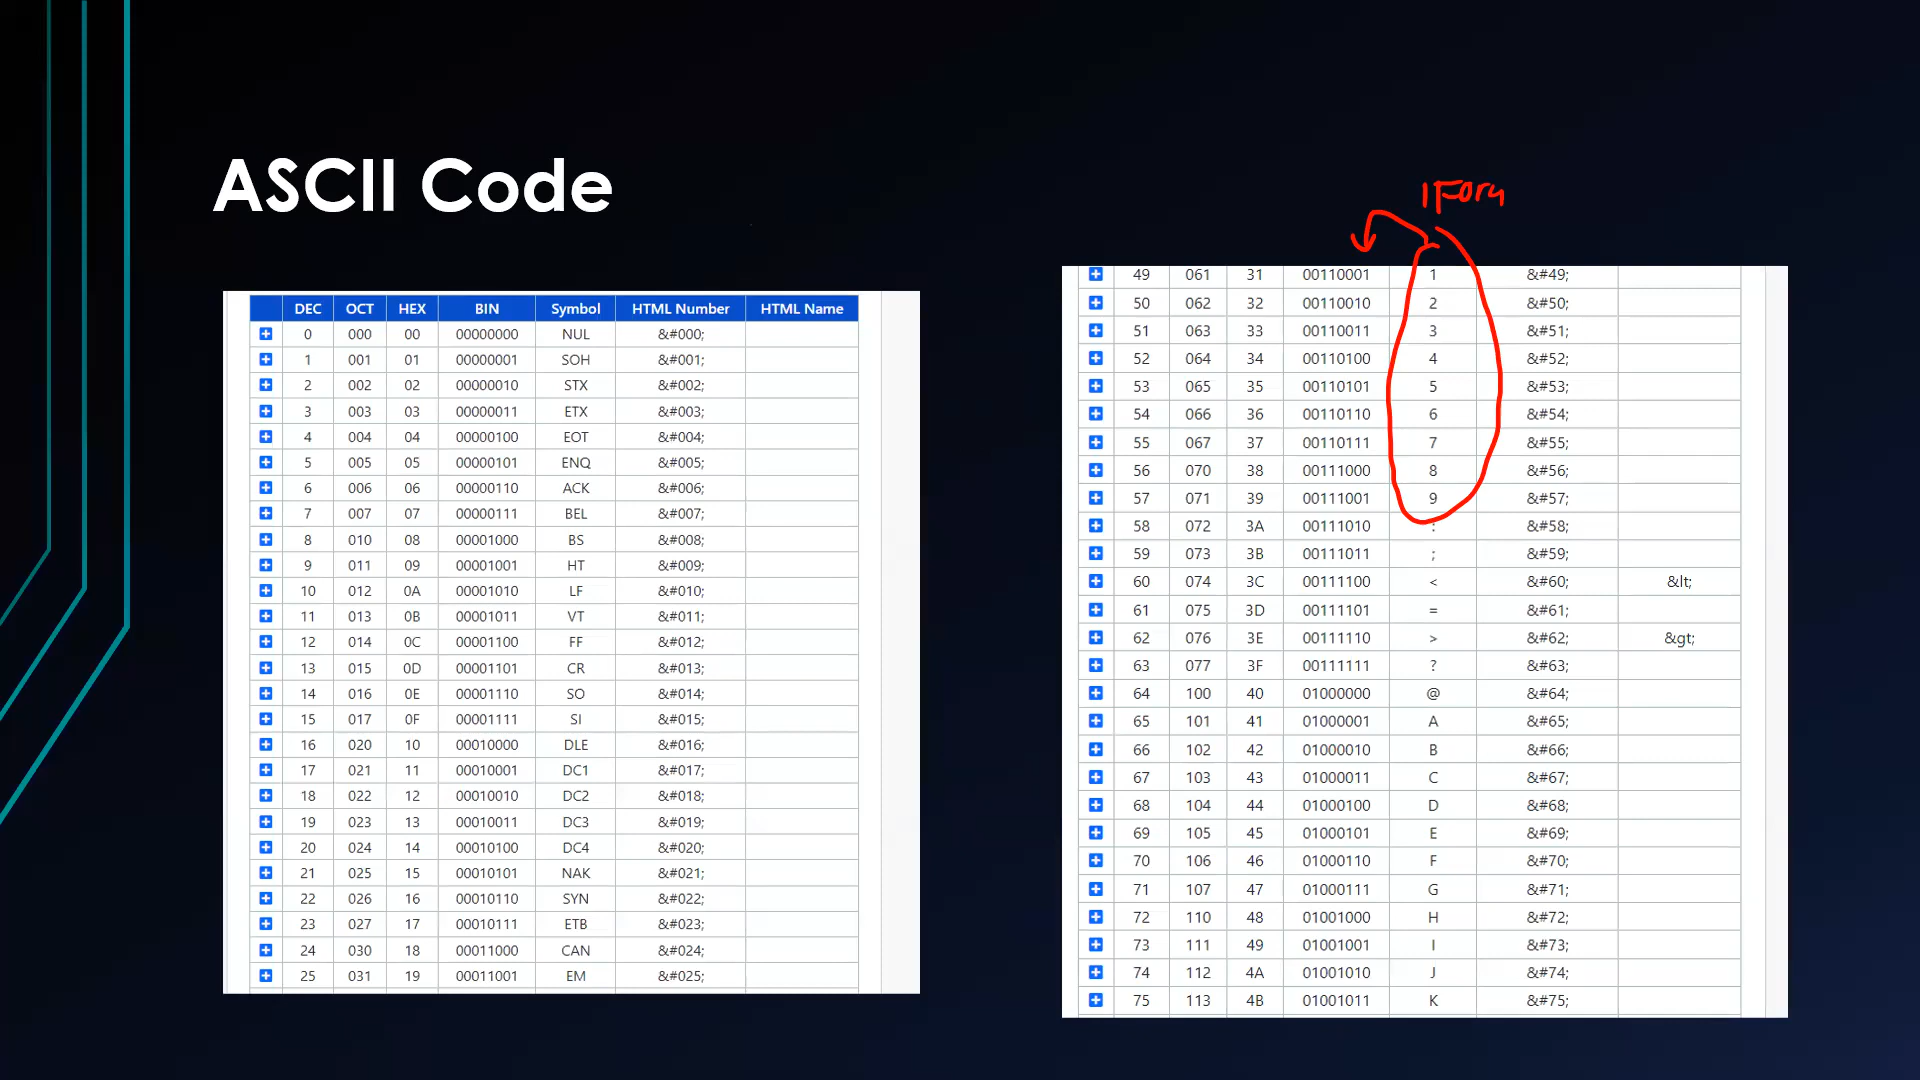 ASCII Code
DEC OCT HEX BIN Symbol HTML Number HTML Name
0 000 00 00000000 NUL &#000;
1 001 01 00000001 SOH &#001;
2 002 02 00000010 STX &#002;
3 003 03 00000011 ETX &#003;
4 004 04 00000100 EOT &#004;
5 005 05 00000101 ENQ &#005;
6 006 06 00000110 ACK &#006;
7 007 07 00000111 BEL &#007;
8 010 08 00001000 BS &#008;
9 011 09 00001001 HT &#009;
10 012 0A 00001010 LF &#010;
11 013 0B 00001011 VT &#011;
12 014 0C 00001100 FF &#012;
13 015 0D 00001101 CR &#013;
14 016 0E 00001110 SO &#014;
15 017 0F 00001111 SI &#015;
16 020 10 00010000 DLE &#016;
17 021 11 00010001 DC1 &#017;
18 022 12 00010010 DC2 &#018;
19 023 13 00010011 DC3 &#019;
20 024 14 00010100 DC4 &#020;
21 025 15 00010101 NAK &#021;
22 026 16 00010110 SYN &#022;
23 027 17 00010111 ETB &#023;
24 030 18 00011000 CAN &#024;
25 031 19 00011001 EM &#025;
49 061 31 00110001 1 &#49;
50 062 32 00110010 2 &#50;
51 063 33 00110011 3 &#51;
52 064 34 00110100 4 &#52;
53 065 35 00110101 5 &#53;
54 066 36 00110110 6 &#54;
55 067 37 00110111 7 &#55;
56 070 38 00111000 8 &#56;
57 071 39 00111001 9 &#57;
58 072 3A 00111010 : &#58;
59 073 3B 00111011 ; &#59;
60 074 3C 00111100 < &#60; &lt;
61 075 3D 00111101 = &#61;
62 076 3E 00111110 > &#62; &gt;
63 077 3F 00111111 ? &#63;
64 100 40 01000000 @ &#64;
65 101 41 01000001 A &#65;
66 102 42 01000010 B &#66;
67 103 43 01000011 C &#67;
68 104 44 01000100 D &#68;
69 105 45 01000101 E &#69;
70 106 46 01000110 F &#70;
71 107 47 01000111 G &#71;
72 110 48 01001000 H &#72;
73 111 49 01001001 I &#73;
74 112 4A 01001010 J &#74;
75 113 4B 01001011 K &#75;